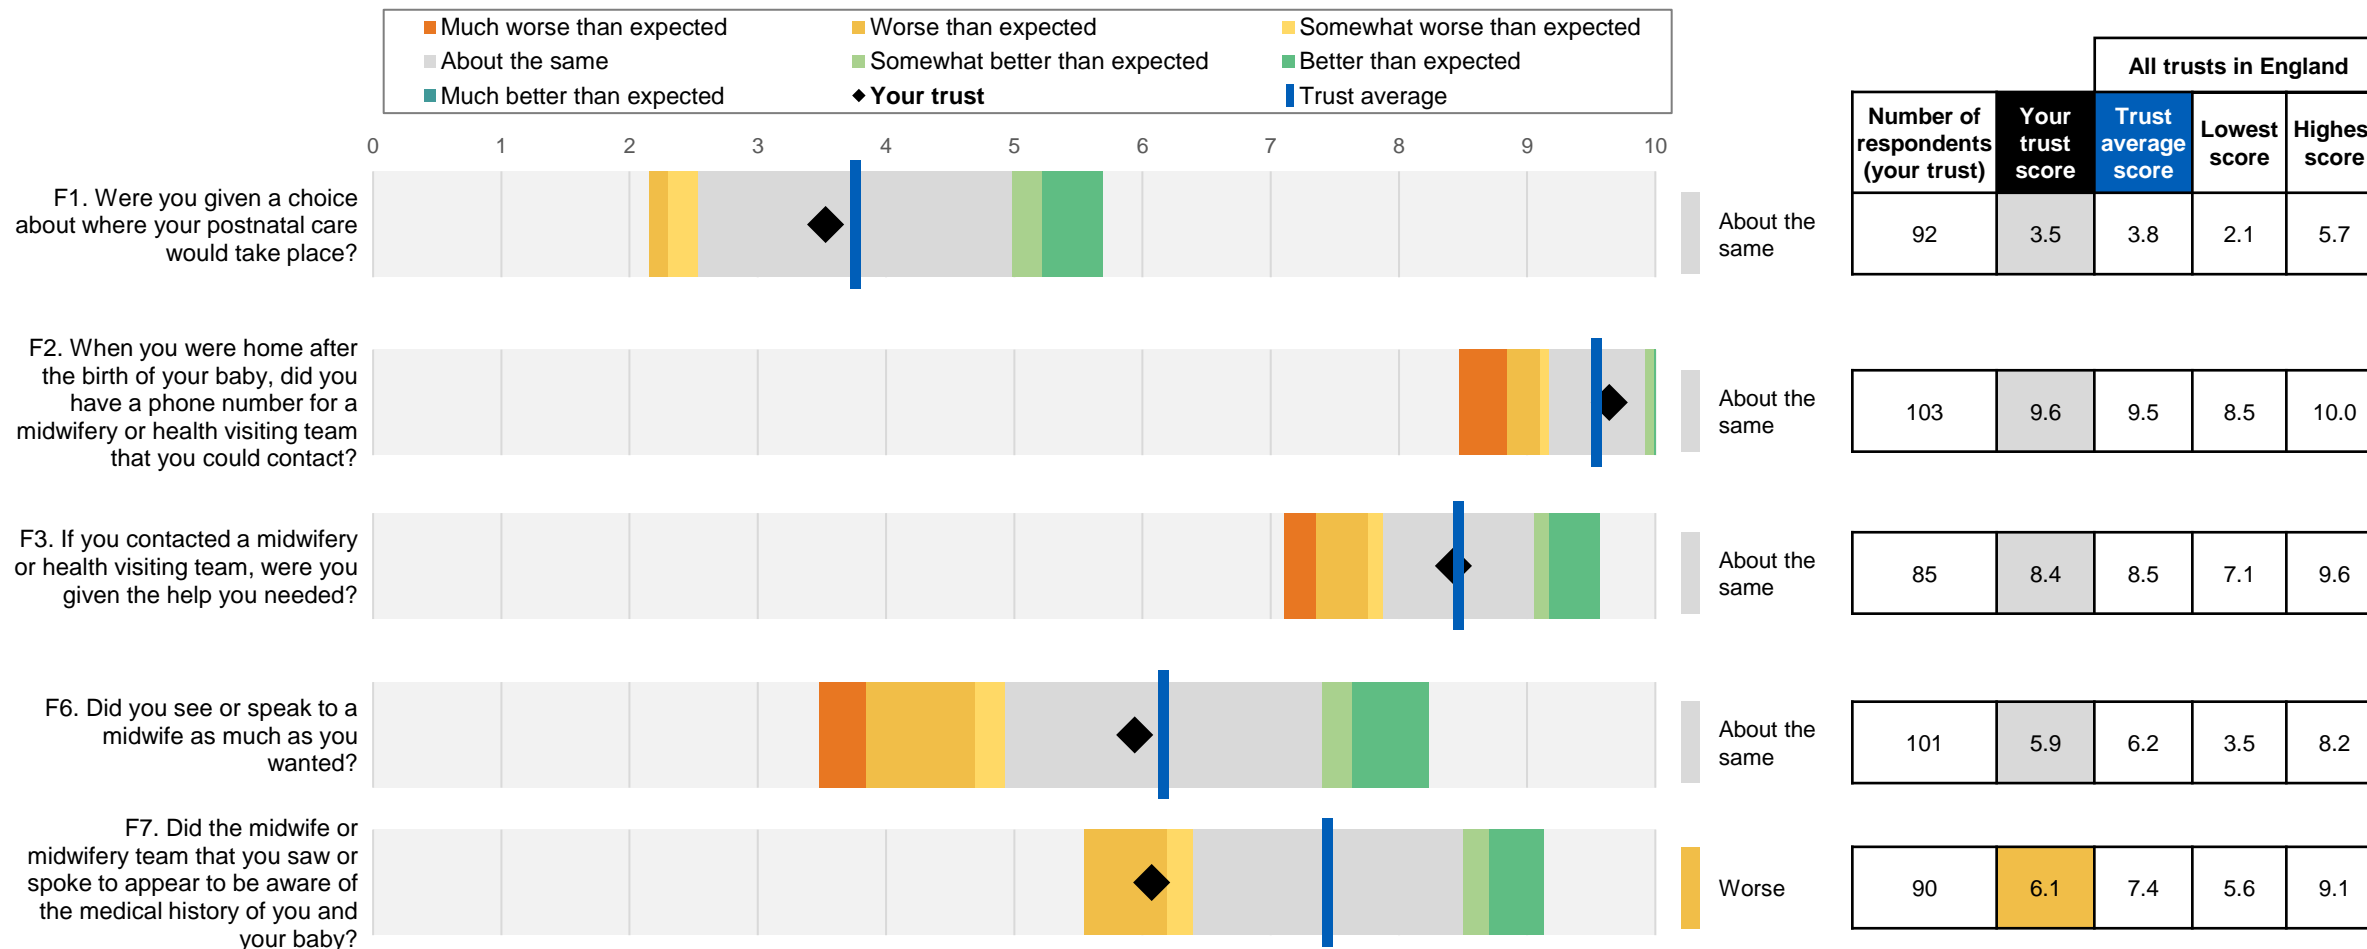 Much worse than expected
Worse than expected
Somewhat worse than expected
About the same
Somewhat better than expected
Better than expected
Much better than expected
Your trust
Trust average
All trusts in England
Number of
respondents
(your trust)
Your
trust
score
Trust
average
score
Lowest
score
Highes
score
0 1 2 3 4 5 6 7 8 9 10
F1. Were you given a choice
about where your postnatal care
would take place?
About the
same
92 3.5 3.8 2.1 5.7
F2. When you were home after
the birth of your baby, did you
have a phone number for a
midwifery or health visiting team
that you could contact?
About the
same
103 9.6 9.5 8.5 10.0
F3. If you contacted a midwifery
or health visiting team, were you
given the help you needed?
About the
same
85 8.4 8.5 7.1 9.6
F6. Did you see or speak to a
midwife as much as you
wanted?
About the
same
101 5.9 6.2 3.5 8.2
F7. Did the midwife or
midwifery team that you saw or
spoke to appear to be aware of
the medical history of you and
your baby?
Worse
90 6.1 7.4 5.6 9.1